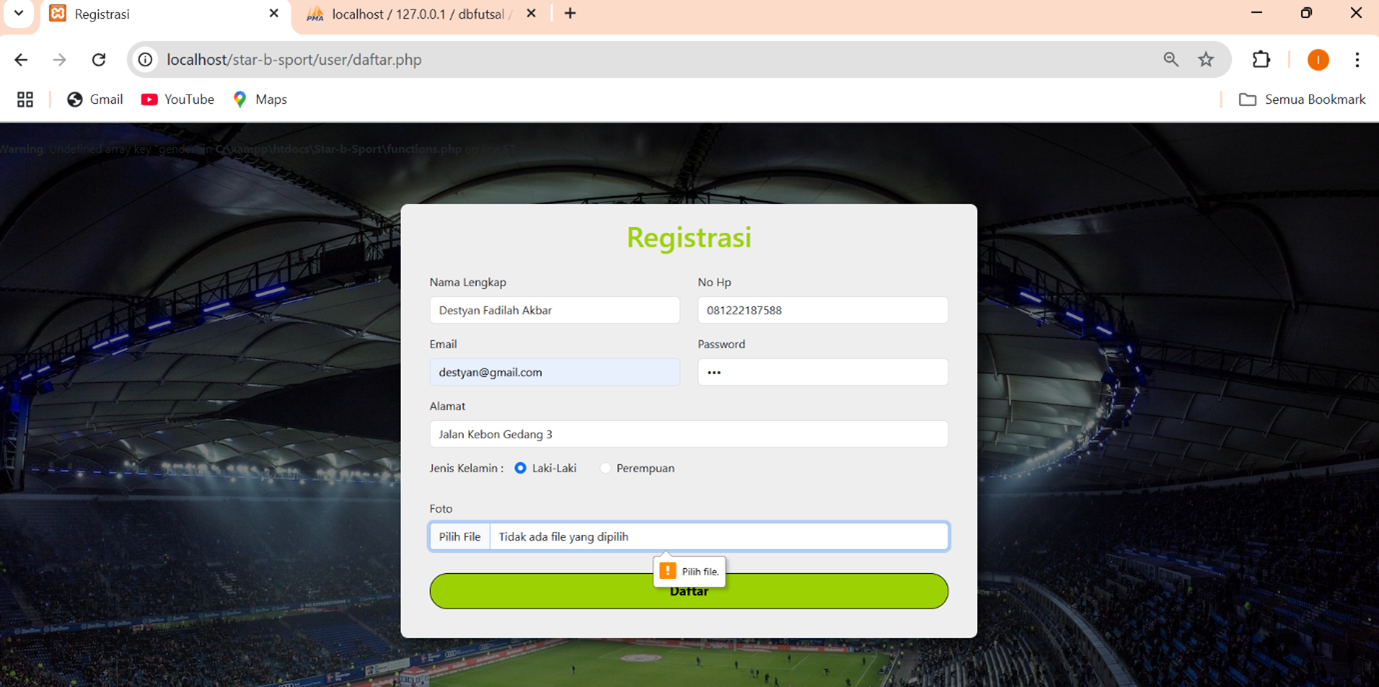 Registrasi
localhost / 127.0.0.1 / dbfutsal /
localhost/star-b-sport/user/daftar.php
I
Gmail
YouTube
Maps
Semua Bookmark
Warning: Undefined array key "gender" in C:\xampp\htdocs\Star-b-Sport\functions.php on line
Registrasi
Nama Lengkap
No Hp
Destyan Fadilah Akbar
081222187588
Email
Password
destyan@gmail.com
•••
Alamat
Jalan Kebon Gedang 3
Jenis Kelamin : Laki-Laki Perempuan
Foto
Pilih File Tidak ada file yang dipilih
! Pilih file.
Daftar